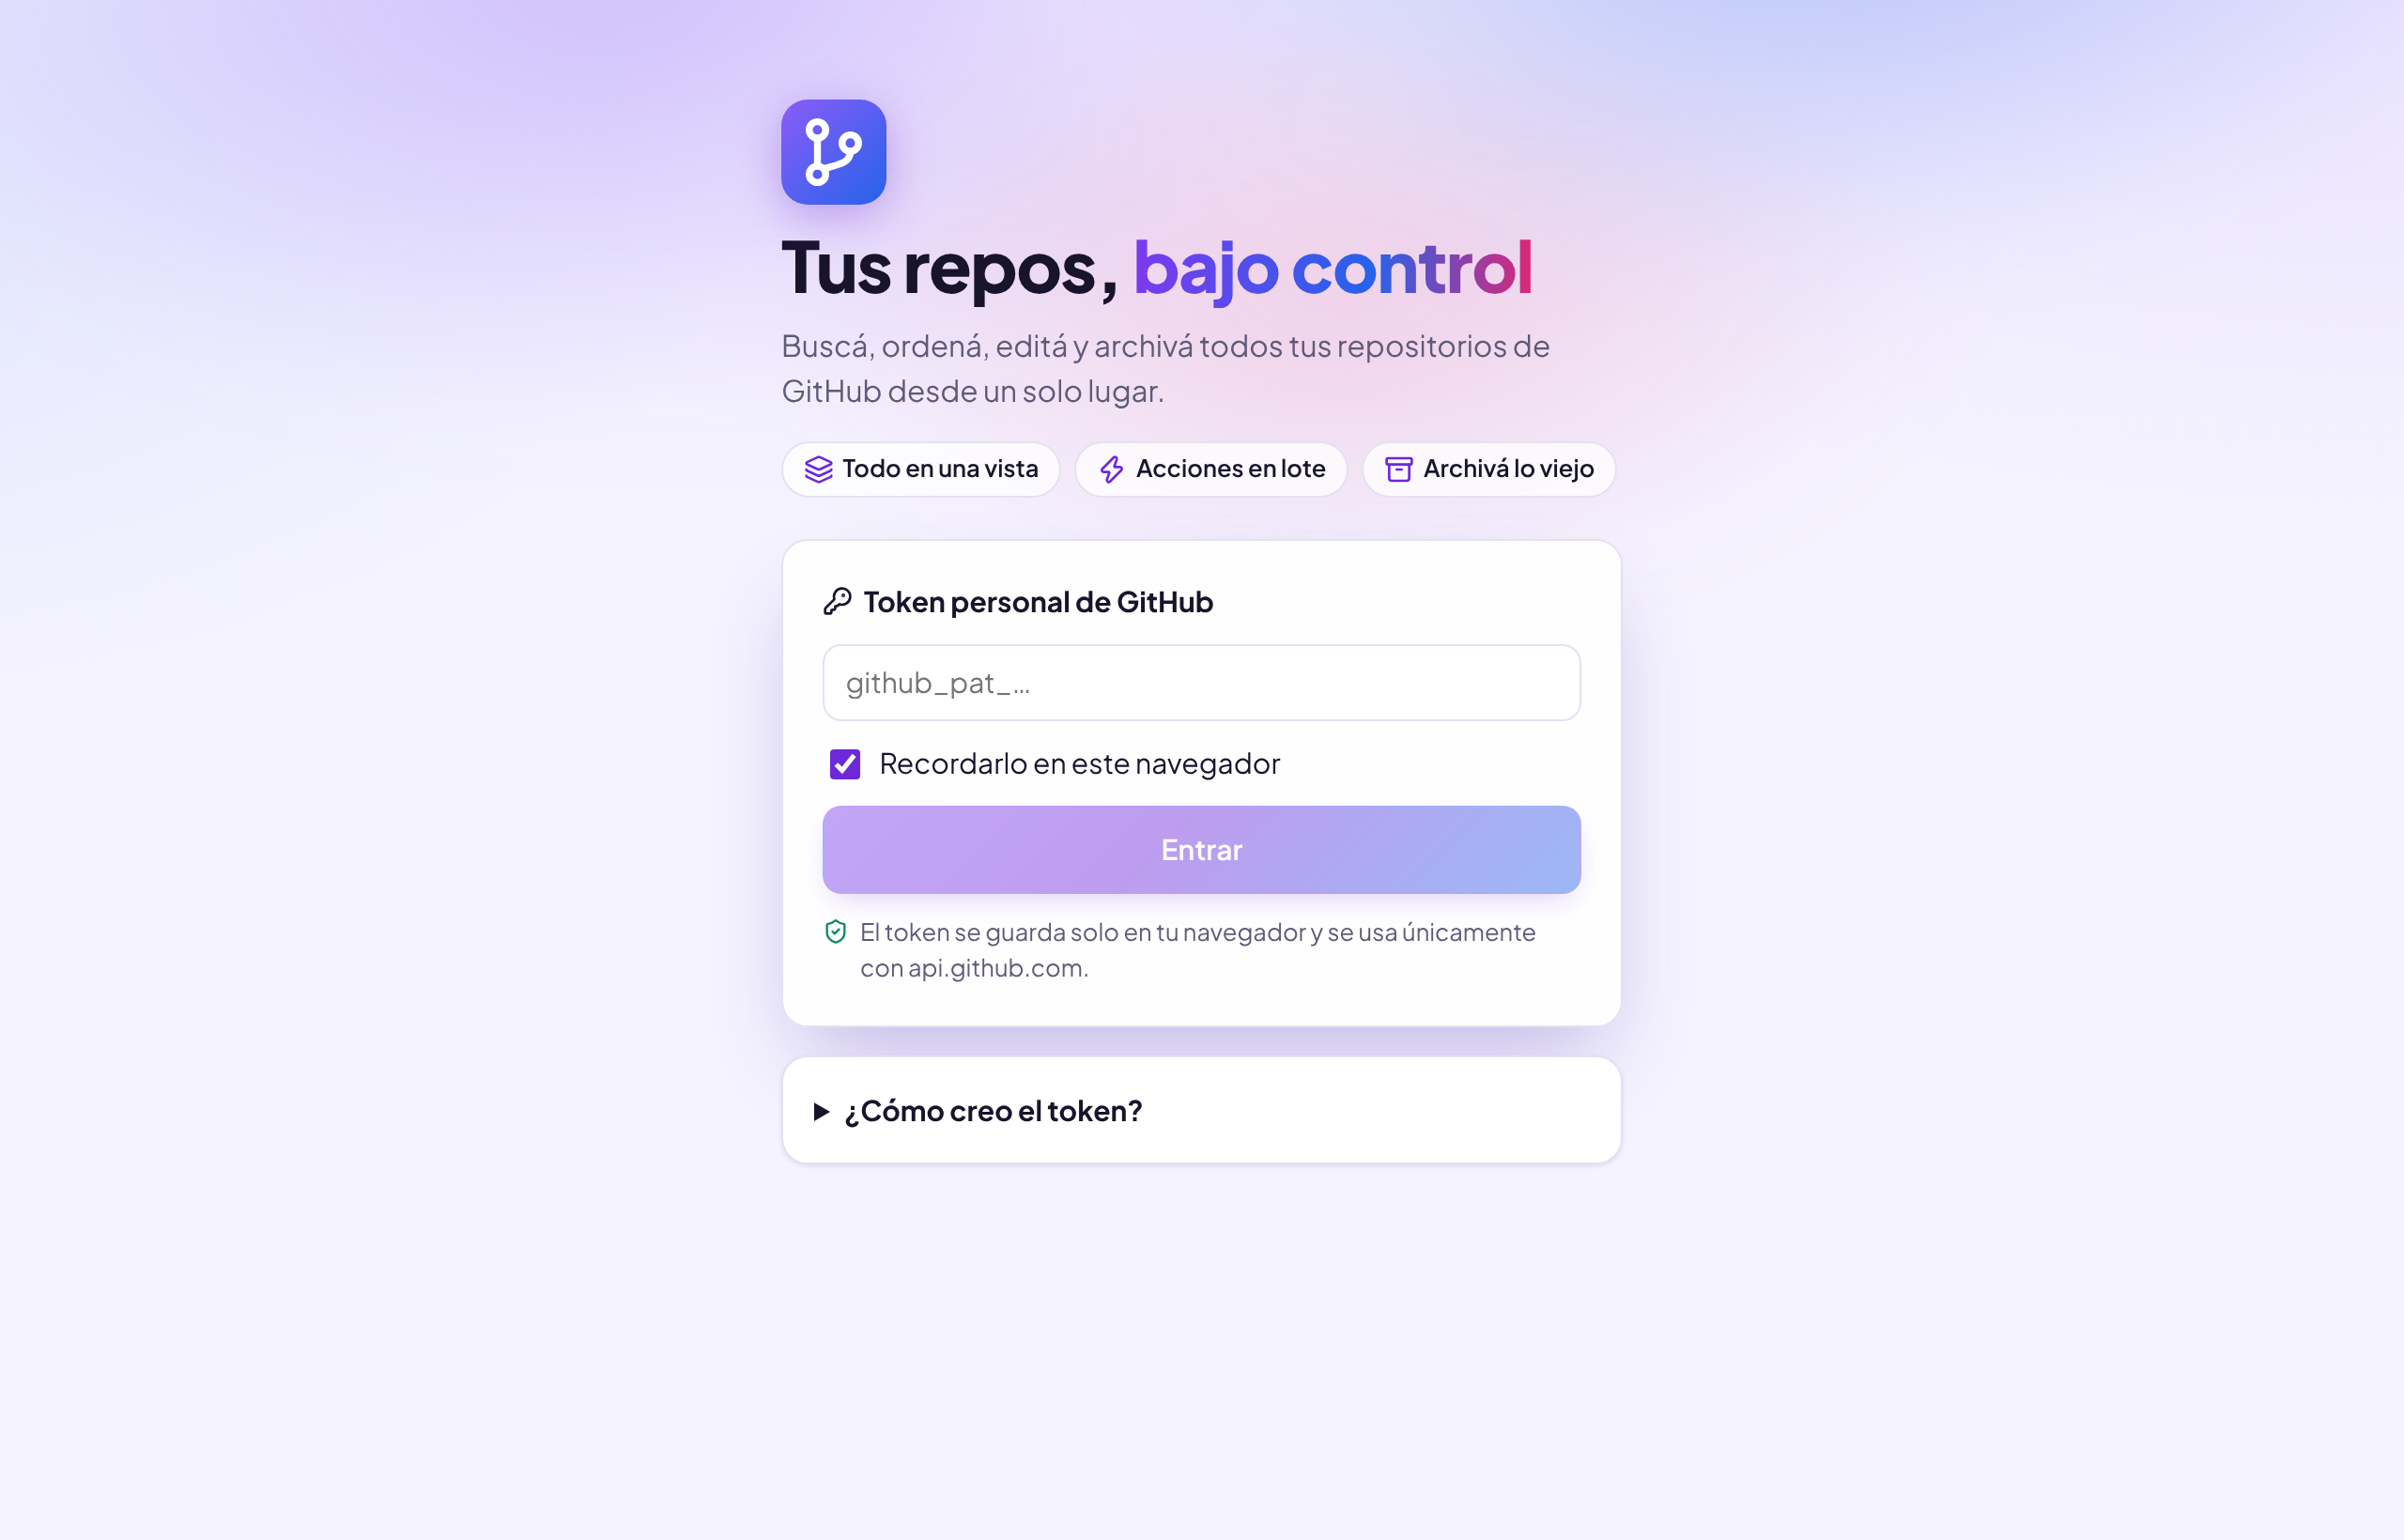 Tus repos, bajo control
Buscá, ordená, editá y archivá todos tus repositorios de
GitHub desde un solo lugar.
Todo en una vista
Acciones en lote
Archivá lo viejo
Token personal de GitHub
github_pat_…
Recordarlo en este navegador
Entrar
El token se guarda solo en tu navegador y se usa únicamente
con api.github.com.
¿Cómo creo el token?